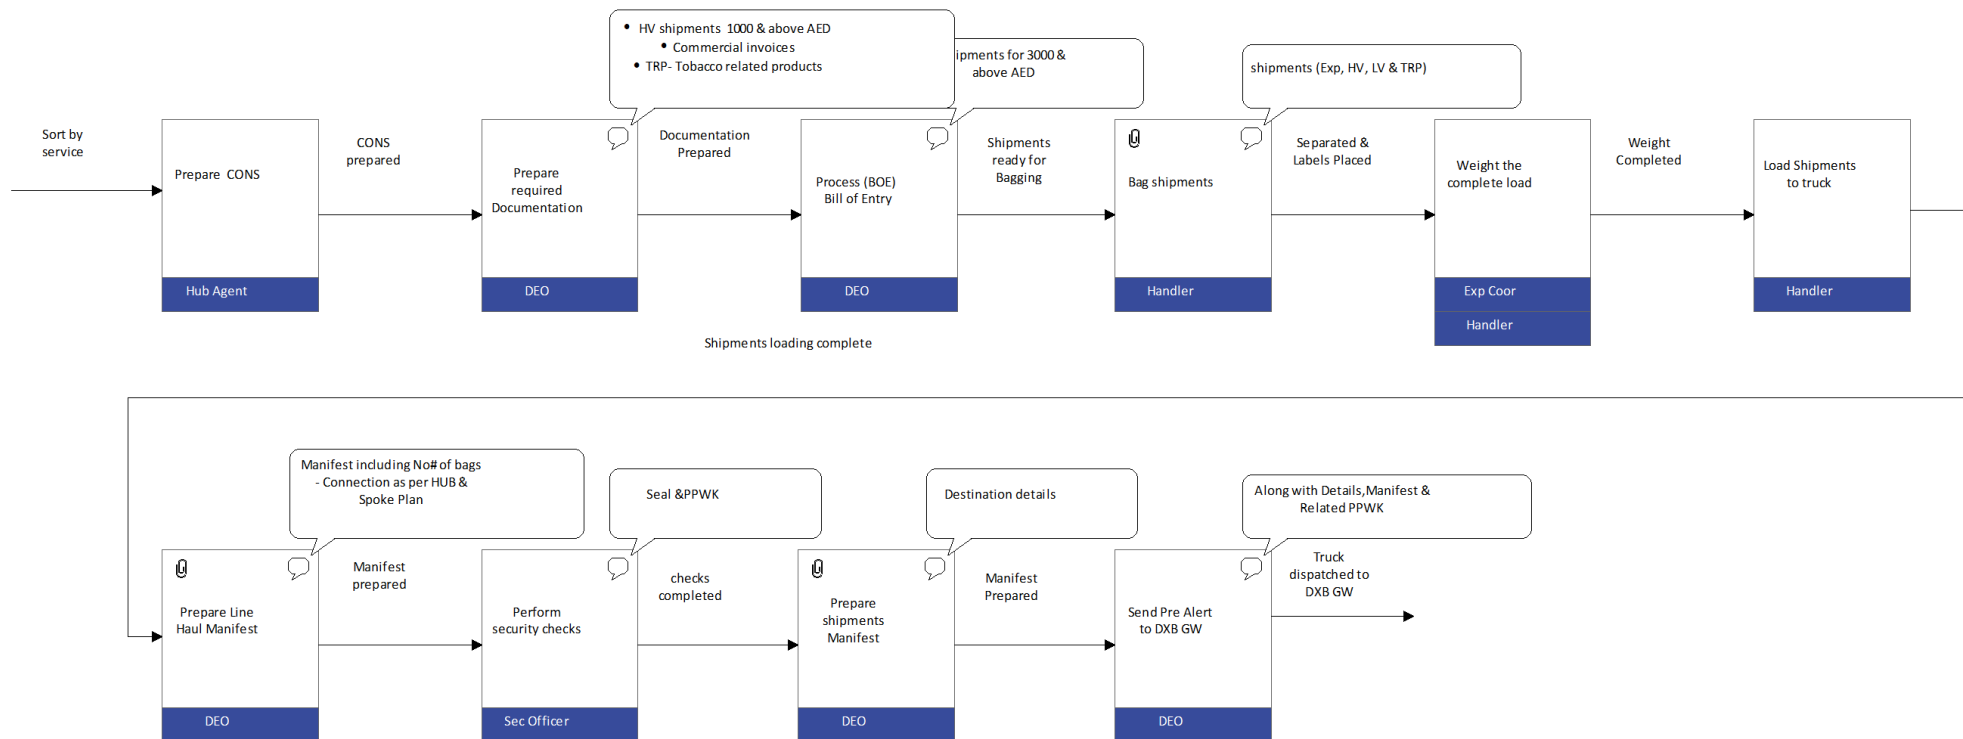 • HV shipments 1000 & above AED
• Commercial invoices
• TRP- Tobacco related products
ipments for 3000 &
above AED
shipments (Exp, HV, LV & TRP)
Sort by
service
Prepare CONS
Hub Agent
CONS
prepared
Prepare
required
Documentation
DEO
Documentation
Prepared
Process (BOE)
Bill of Entry
DEO
Shipments
ready for
Bagging
Bag shipments
Handler
Separated &
Labels Placed
Weight the
complete load
Exp Coor
Handler
Weight
Completed
Load Shipments
to truck
Handler
Shipments loading complete
Manifest including No# of bags
- Connection as per HUB &
Spoke Plan
Seal &PPWK
Destination details
Along with Details,Manifest &
Related PPWK
Prepare Line
Haul Manifest
DEO
Manifest
prepared
Perform
security checks
Sec Officer
checks
completed
Prepare
shipments
Manifest
DEO
Manifest
Prepared
Send Pre Alert
to DXB GW
DEO
Truck
dispatched to
DXB GW